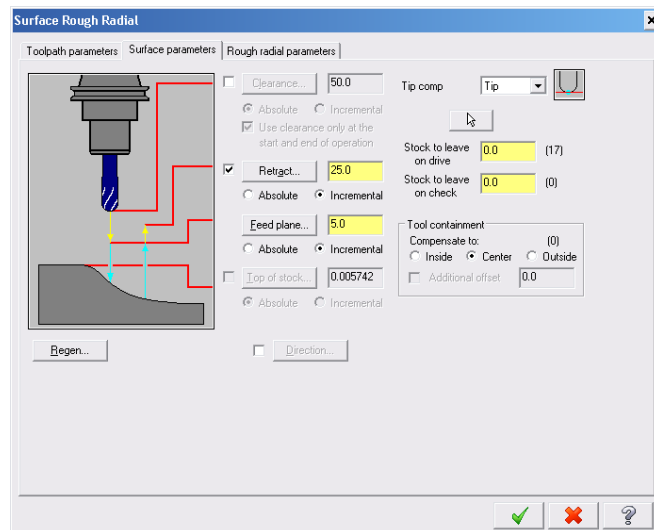 Surface Rough Radial
Toolpath parameters Surface parameters Rough radial parameters
Clearance... 50.0
Absolute Incremental
Use clearance only at the
start and end of operation
Retract... 25.0
Absolute Incremental
Feed plane... 5.0
Absolute Incremental
Top of stock... 0.005742
Absolute Incremental
Tip comp Tip
Stock to leave
on drive 0.0 (17)
Stock to leave
on check 0.0 (0)
Tool containment
Compensate to: (0)
Inside Center Outside
Additional offset 0.0
Regen... Direction...